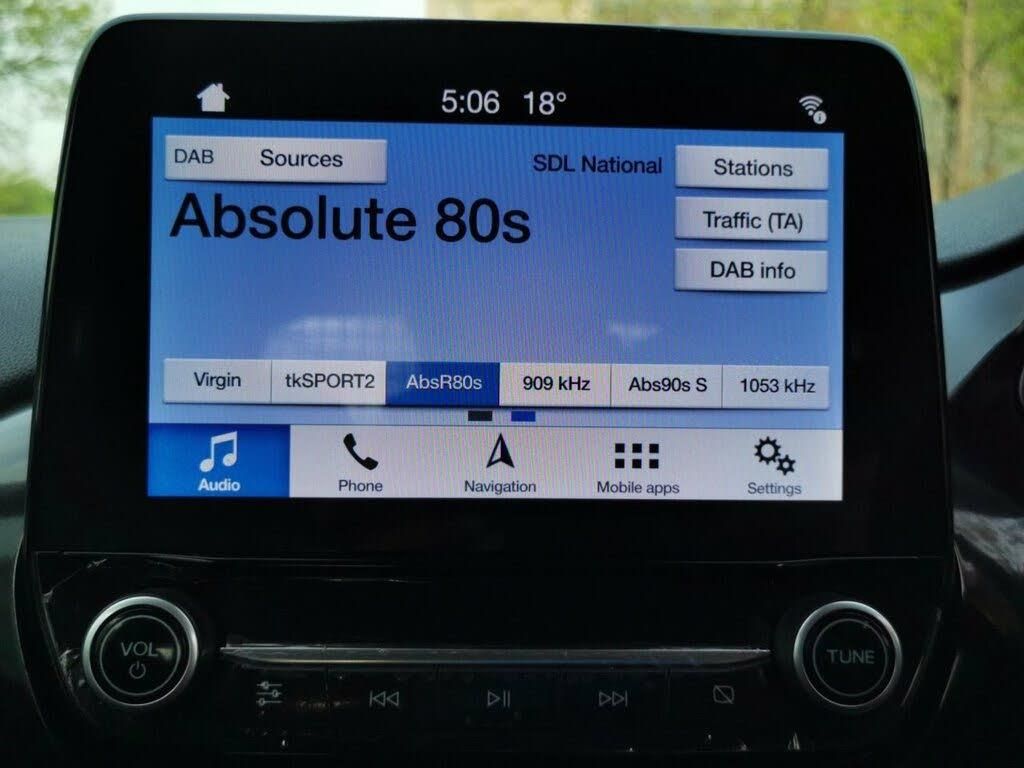 5:06 18°
DAB Sources
SDL National
Stations
Absolute 80s
Traffic (TA)
DAB info
Virgin
tkSPORT2
AbsR80s
909 kHz
Abs90s S
1053 kHz
Audio
Phone
Navigation
Mobile apps
Settings
VOL
TUNE